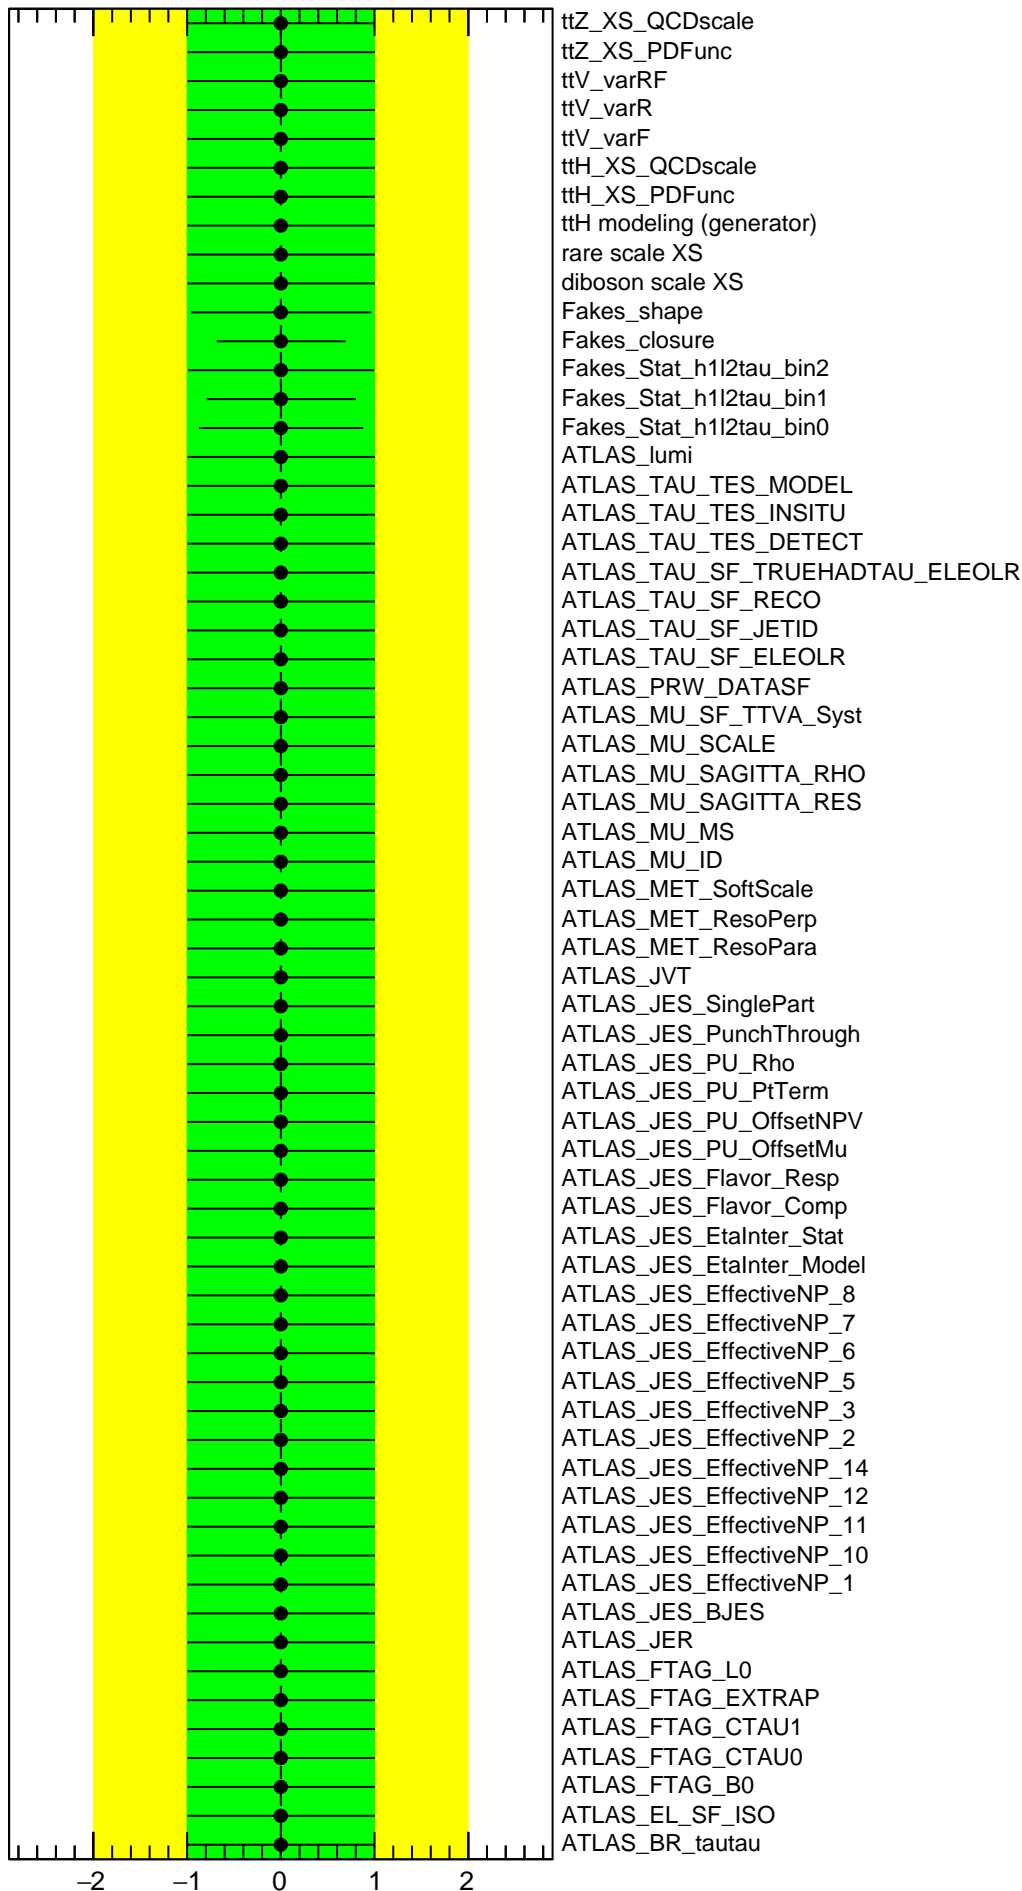 ttZ_XS_QCDscale
ttZ_XS_PDFunc
ttV_varRF
ttV_varR
ttV_varF
ttH_XS_QCDscale
ttH_XS_PDFunc
ttH modeling (generator)
rare scale XS
diboson scale XS
Fakes_shape
Fakes_closure
Fakes_Stat_h1l2tau_bin2
Fakes_Stat_h1l2tau_bin1
Fakes_Stat_h1l2tau_bin0
ATLAS_lumi
ATLAS_TAU_TES_MODEL
ATLAS_TAU_TES_INSITU
ATLAS_TAU_TES_DETECT
ATLAS_TAU_SF_TRUEHADTAU_ELEOLR
ATLAS_TAU_SF_RECO
ATLAS_TAU_SF_JETID
ATLAS_TAU_SF_ELEOLR
ATLAS_PRW_DATASF
ATLAS_MU_SF_TTVA_Syst
ATLAS_MU_SCALE
ATLAS_MU_SAGITTA_RHO
ATLAS_MU_SAGITTA_RES
ATLAS_MU_MS
ATLAS_MU_ID
ATLAS_MET_SoftScale
ATLAS_MET_ResoPerp
ATLAS_MET_ResoPara
ATLAS_JVT
ATLAS_JES_SinglePart
ATLAS_JES_PunchThrough
ATLAS_JES_PU_Rho
ATLAS_JES_PU_PtTerm
ATLAS_JES_PU_OffsetNPV
ATLAS_JES_PU_OffsetMu
ATLAS_JES_Flavor_Resp
ATLAS_JES_Flavor_Comp
ATLAS_JES_EtaInter_Stat
ATLAS_JES_EtaInter_Model
ATLAS_JES_EffectiveNP_8
ATLAS_JES_EffectiveNP_7
ATLAS_JES_EffectiveNP_6
ATLAS_JES_EffectiveNP_5
ATLAS_JES_EffectiveNP_3
ATLAS_JES_EffectiveNP_2
ATLAS_JES_EffectiveNP_14
ATLAS_JES_EffectiveNP_12
ATLAS_JES_EffectiveNP_11
ATLAS_JES_EffectiveNP_10
ATLAS_JES_EffectiveNP_1
ATLAS_JES_BJES
ATLAS_JER
ATLAS_FTAG_L0
ATLAS_FTAG_EXTRAP
ATLAS_FTAG_CTAU1
ATLAS_FTAG_CTAU0
ATLAS_FTAG_B0
ATLAS_EL_SF_ISO
ATLAS_BR_tautau
−2 −1 0 1 2